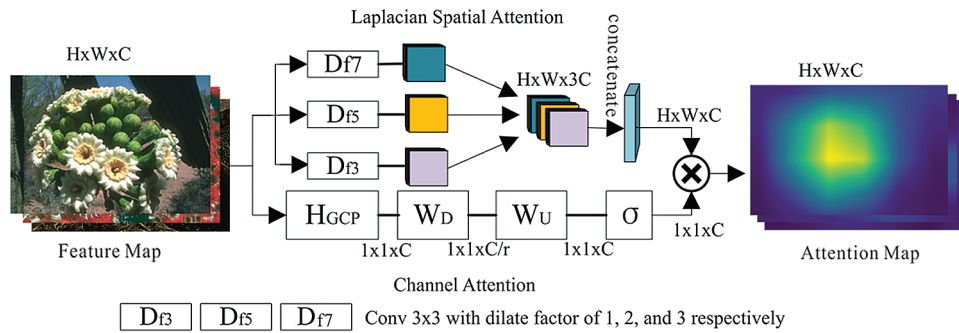 Laplacian Spatial Attention
HxWxC
Df7
Df5
Df3
HxWx3C
concatenate
HxWxC
HxWxC
HGCP
WD
WU
σ
1x1xC
1x1xC/r
1x1xC
1x1xC
Feature Map
Attention Map
Channel Attention
Df3 Df5 Df7 Conv 3x3 with dilate factor of 1, 2, and 3 respectively